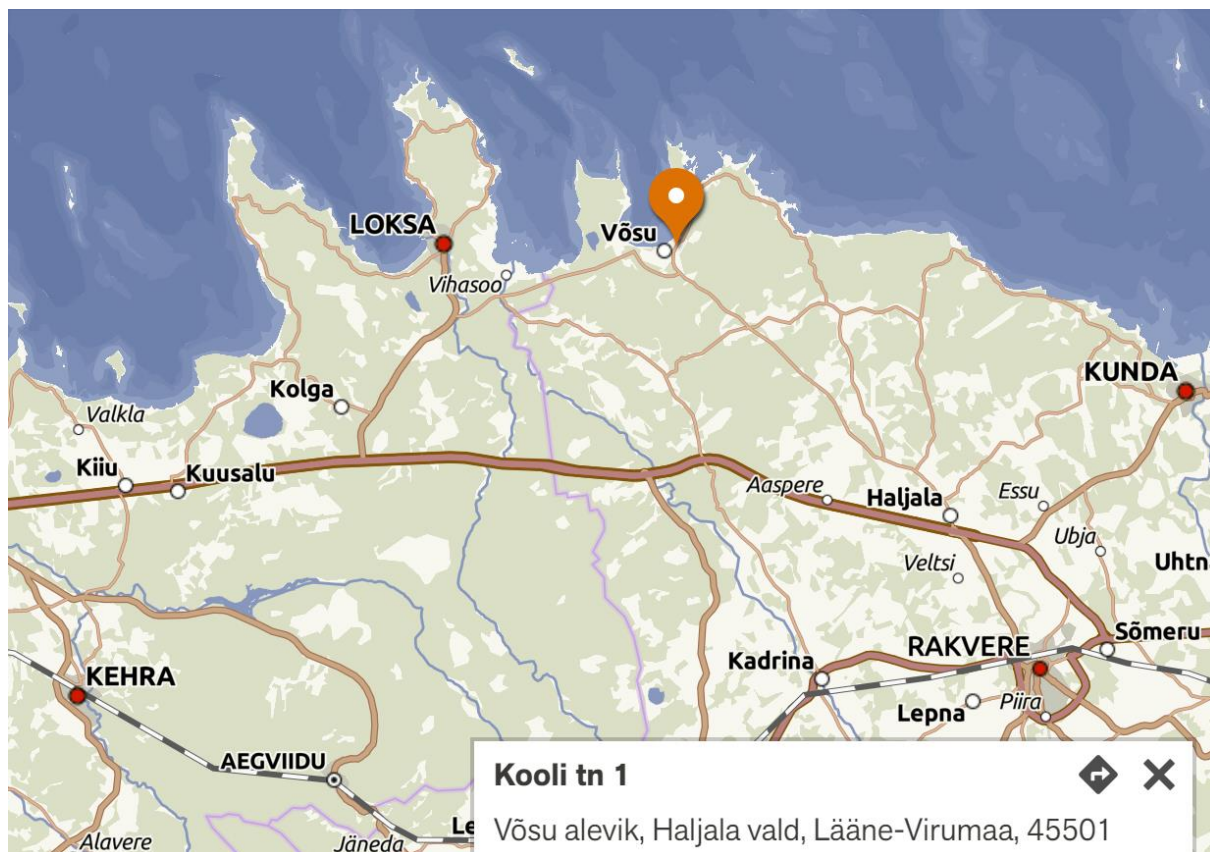 LOKSA
Võsu
Vihasoo
KUNDA
Kolga
Valkla
Kiiu
Kuusalu
Aaspere
Haljala
Essu
Ubja
Veltsi
Uhtn
RAKVERE
Sõmeru
Kadrina
KEHRA
Lepna
Piira
AEGVIIDU
Kooli tn 1
Võsu alevik, Haljala vald, Lääne-Virumaa, 45501
Le
Alavere
Jäneda